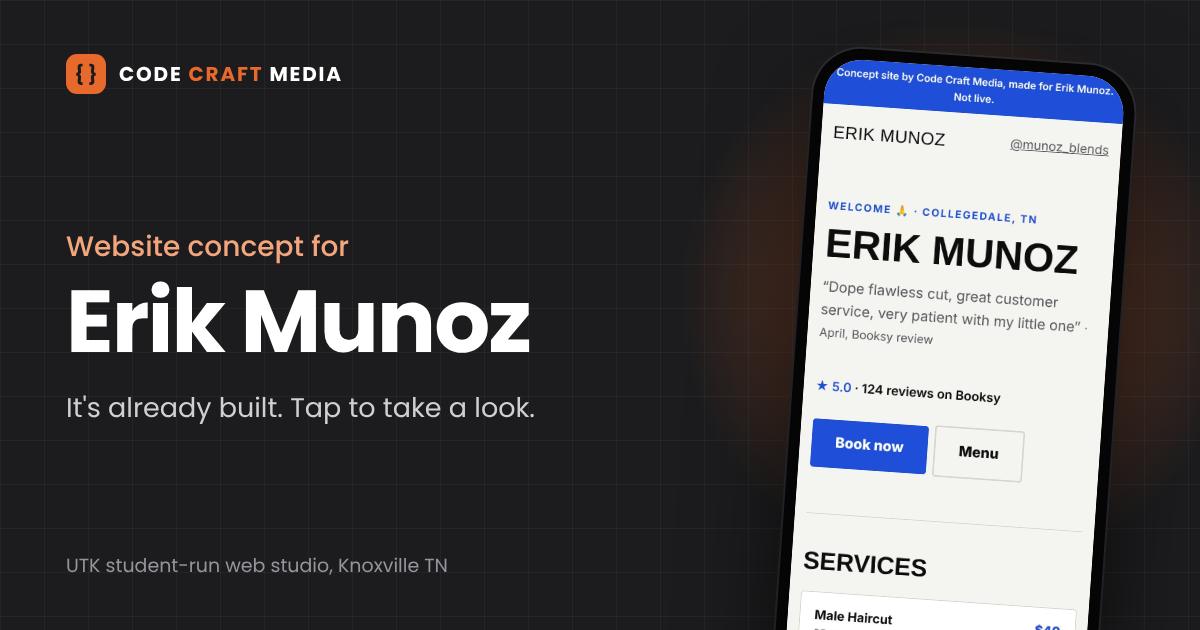 { } CODE CRAFT MEDIA
Website concept for
Erik Munoz
It's already built. Tap to take a look.
UTK student-run web studio, Knoxville TN
Concept site by Code Craft Media, made for Erik Munoz.
Not live.
ERIK MUNOZ
@munoz_blends
WELCOME 🙏 · COLLEGEDALE, TN
ERIK MUNOZ
“Dope flawless cut, great customer
service, very patient with my little one” ·
April, Booksy review
★ 5.0 · 124 reviews on Booksy
Book now
Menu
SERVICES
Male Haircut